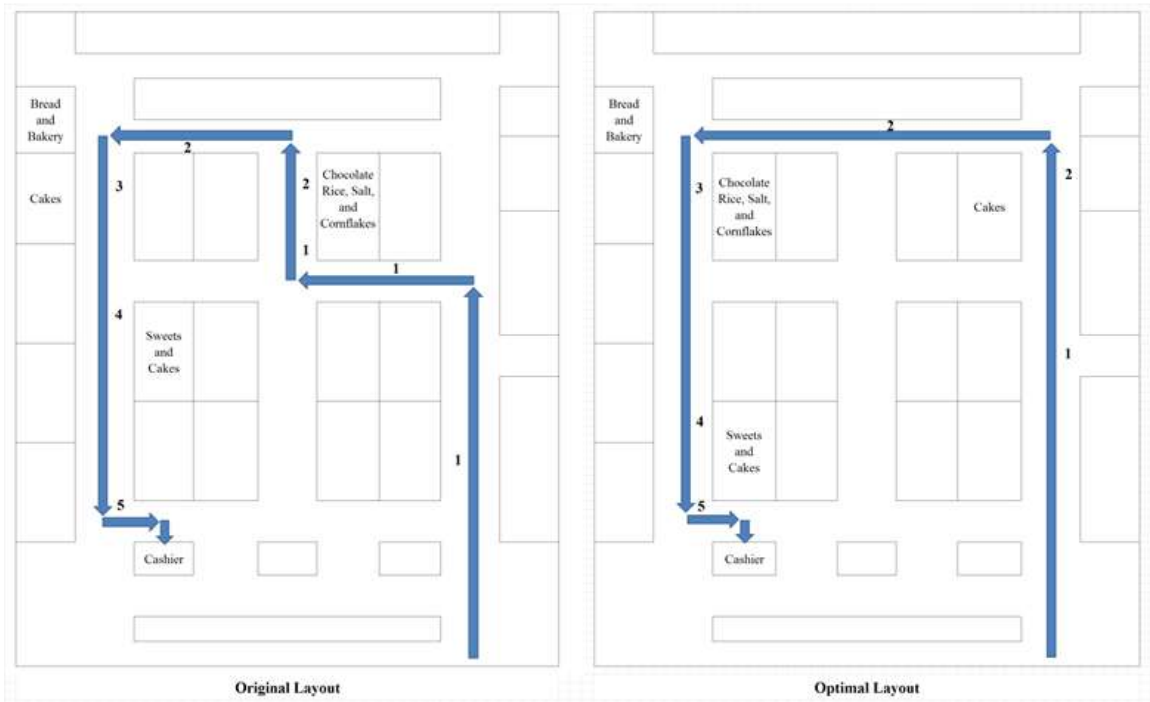 Bread
and
Bakery
2
3
2
Chocolate
Rice, Salt,
and
Cornflakes
Cakes
1
1
4
Sweets
and
Cakes
1
5
Cashier
Original Layout
Bread
and
Bakery
2
3
Chocolate
Rice, Salt,
and
Cornflakes
2
Cakes
1
4
Sweets
and
Cakes
5
Cashier
Optimal Layout